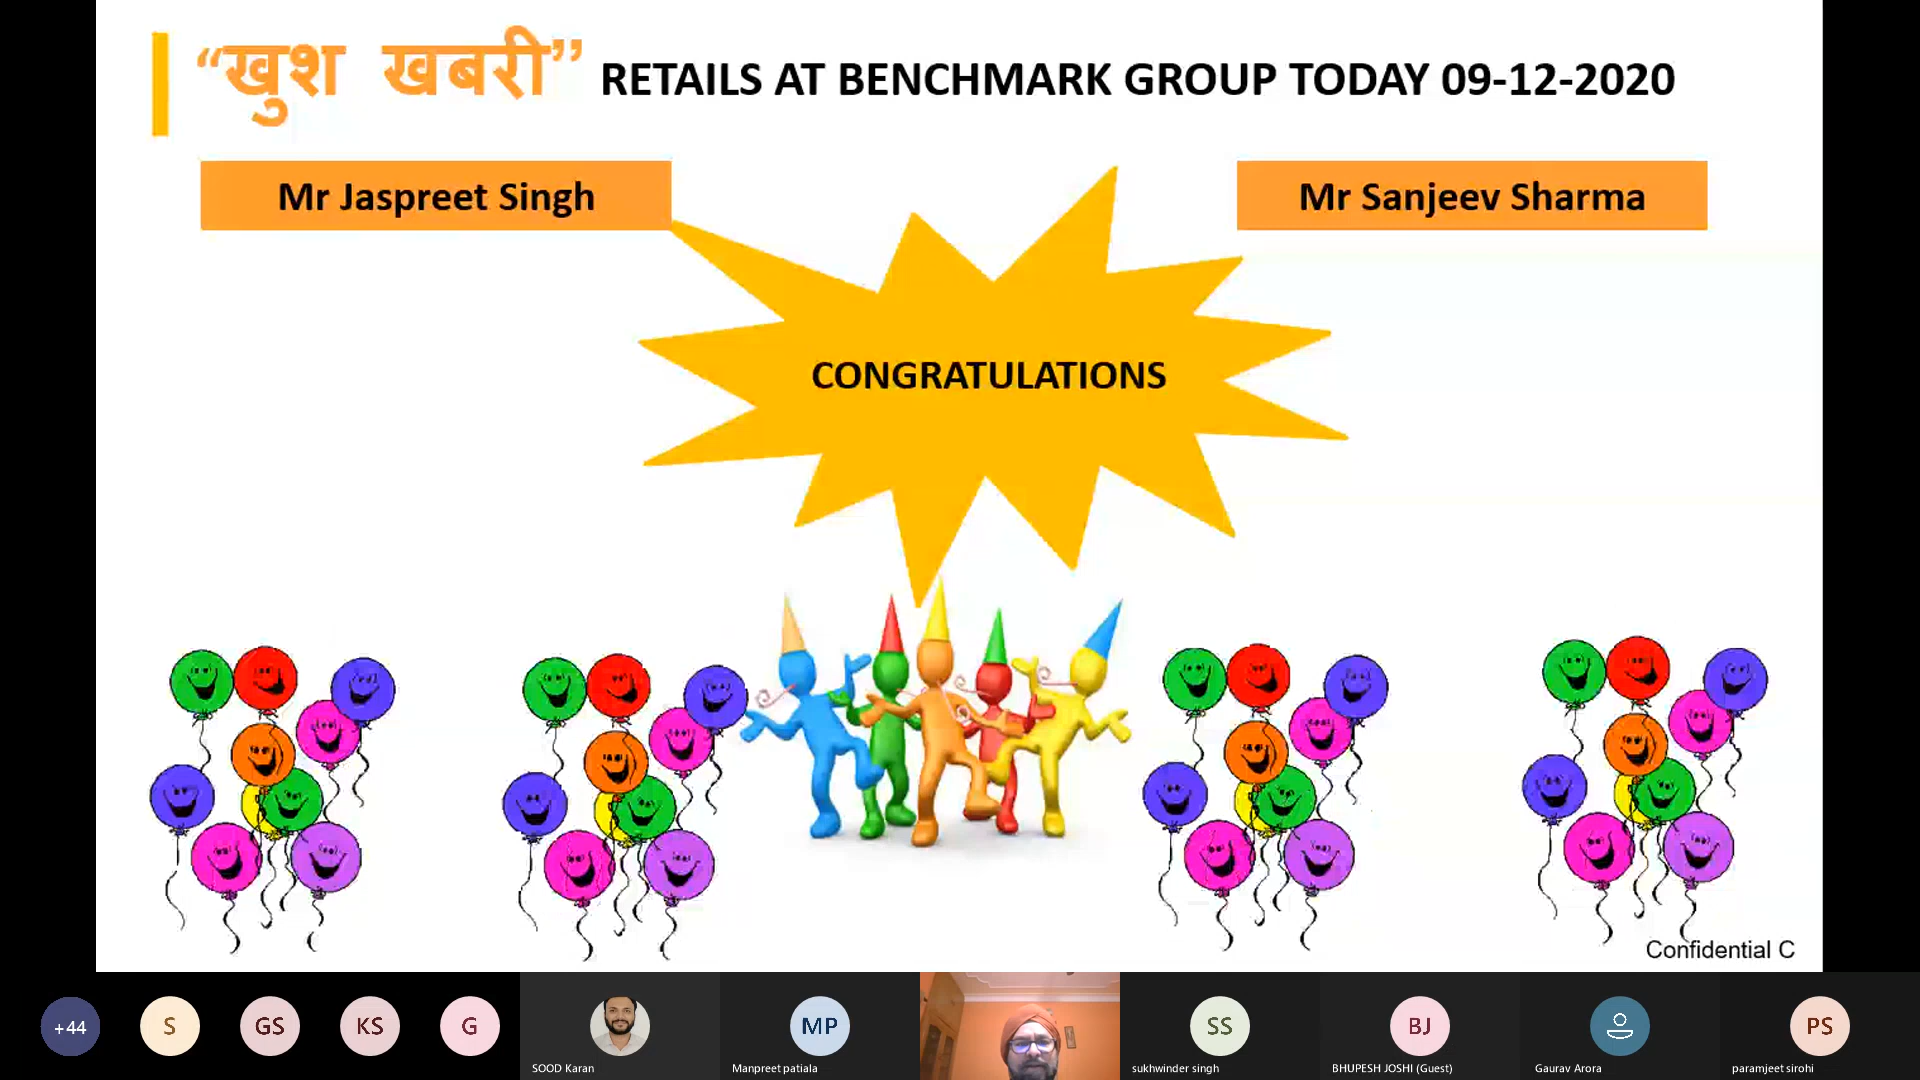 “खुश खबरी” RETAILS AT BENCHMARK GROUP TODAY 09-12-2020
Mr Jaspreet Singh
Mr Sanjeev Sharma
CONGRATULATIONS
Confidential C
+44
S
GS
KS
G
SOOD Karan
MP
Manpreet patiala
SS
sukhwinder singh
BJ
BHUPESH JOSHI (Guest)
Gaurav Arora
PS
paramjeet sirohi